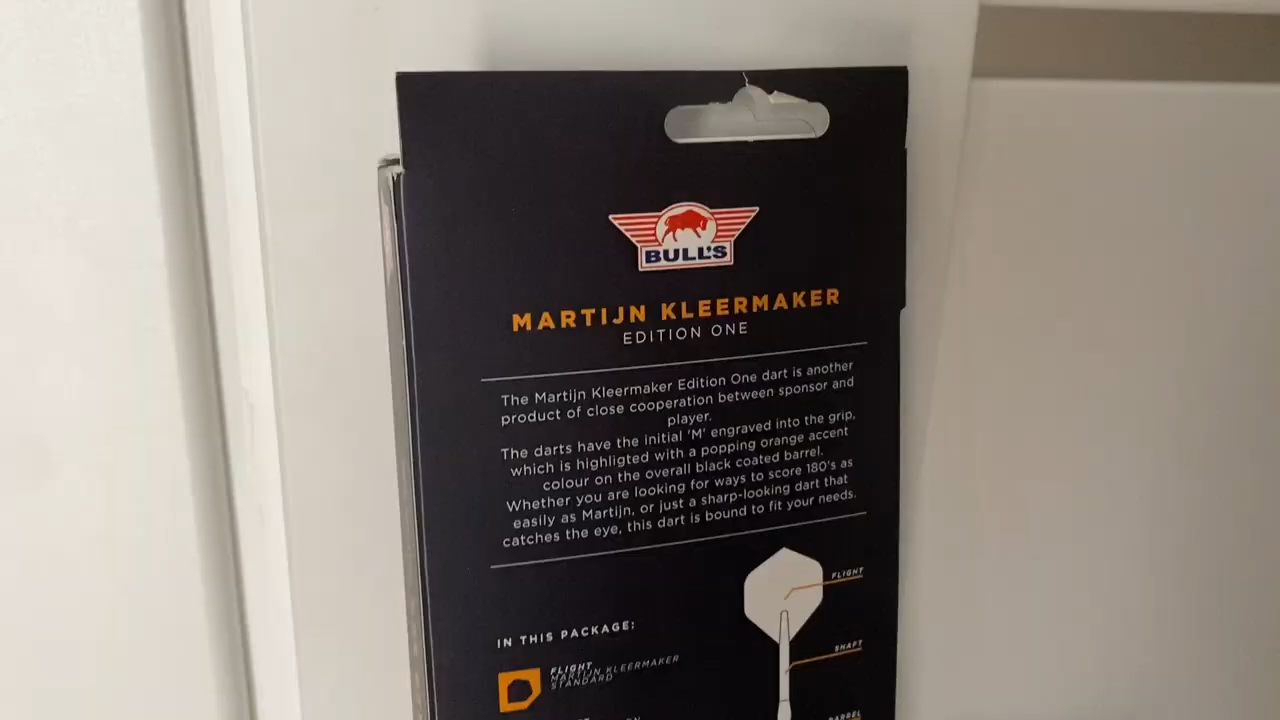 BULL'S
MARTIJN KLEERMAKER
EDITION ONE
The Martijn Kleermaker Edition One dart is another
product of close cooperation between sponsor and
player.
The darts have the initial 'M' engraved into the grip,
which is highligted with a popping orange accent
colour on the overall black coated barrel.
Whether you are looking for ways to score 180's as
easily as Martijn, or just a sharp-looking dart that
catches the eye, this dart is bound to fit your needs.
FLIGHT
IN THIS PACKAGE:
SHAFT
FLIGHT
MARTIJN KLEERMAKER
STANDARD
BARREL